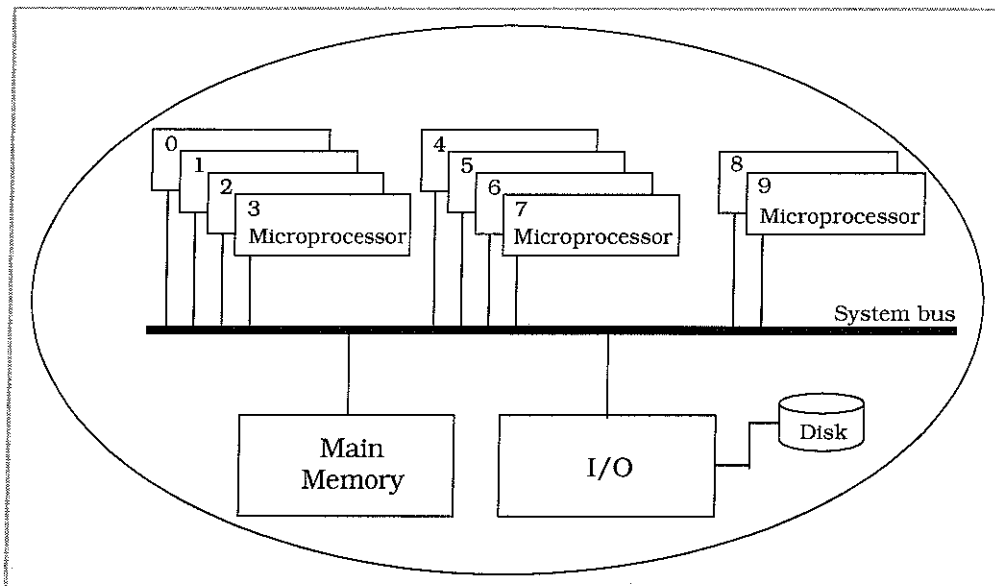 0
1
2
3
Microprocessor
4
5
6
7
Microprocessor
8
9
Microprocessor
System bus
Main
Memory
I/O
Disk